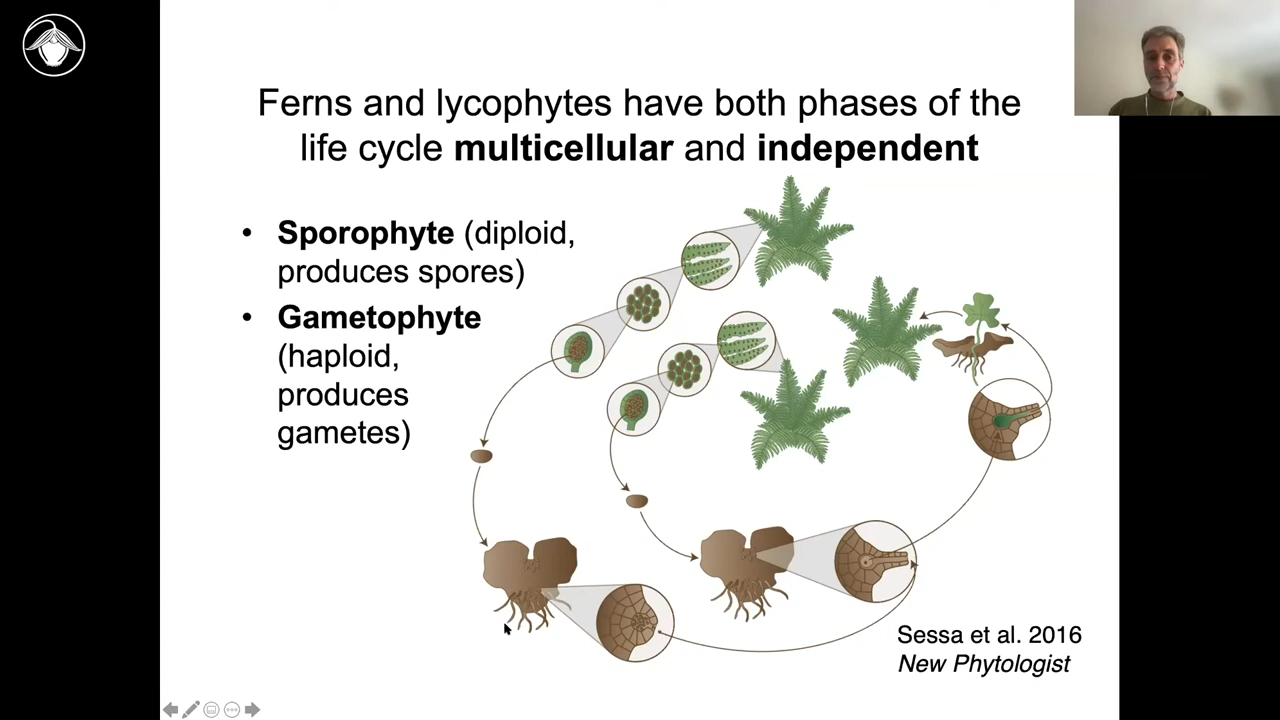 Ferns and lycophytes have both phases of the
life cycle multicellular and independent
• Sporophyte (diploid,
produces spores)
• Gametophyte
(haploid,
produces
gametes)
Sessa et al. 2016
New Phytologist